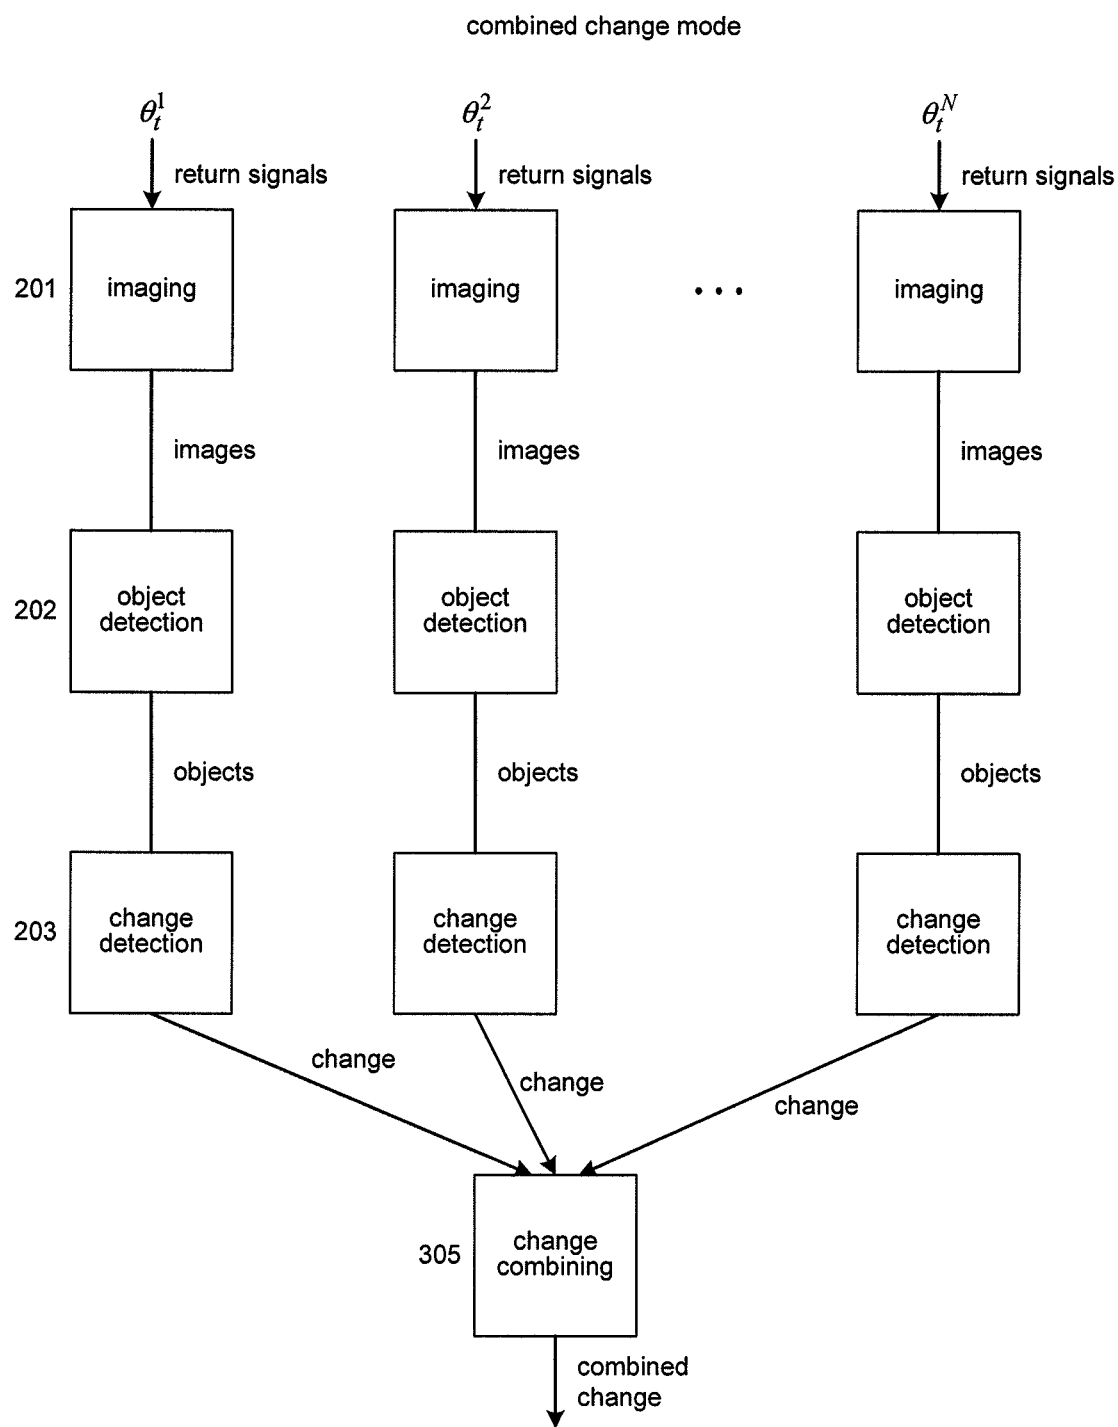 combined change mode
θ_t^1 θ_t^2 θ_t^N
return signals return signals return signals
201 imaging imaging . . . imaging
images images images
202 object detection object detection object detection
objects objects objects
203 change detection change detection change detection
change
change
change
305 change combining
combined
change